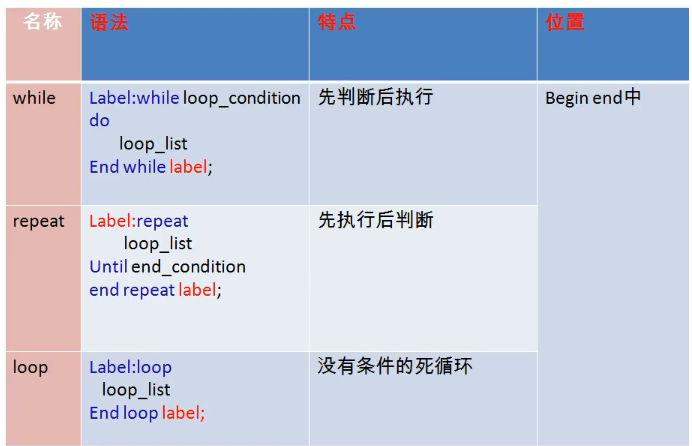 名称 语法 特点 位置
while Label:while loop_condition 先判断后执行 Begin end中
do
loop_list
End while label;
repeat Label:repeat 先执行后判断
loop_list
Until end_condition
end repeat label;
loop Label:loop 没有条件的死循环
loop_list
End loop label;